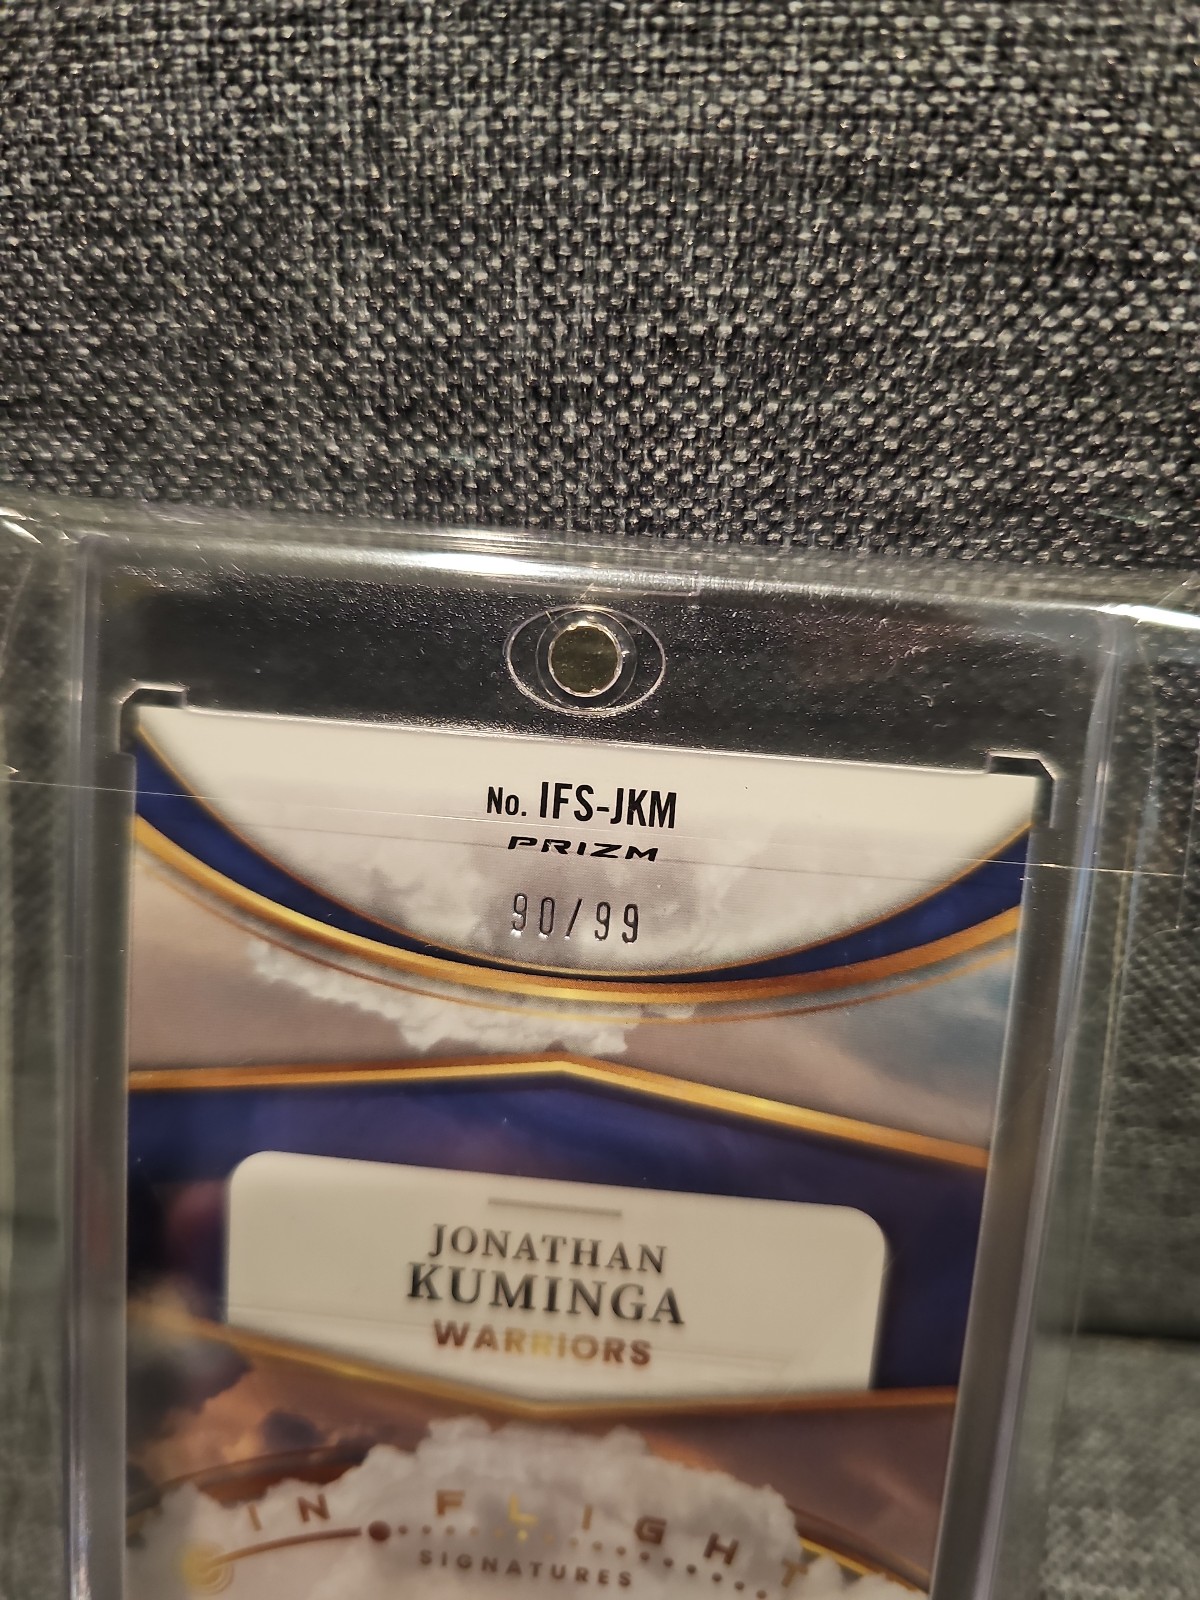 No. IFS-JKM
PRIZM
90/99
JONATHAN
KUMINGA
WARRIORS
IN FLIGHT
SIGNATURES